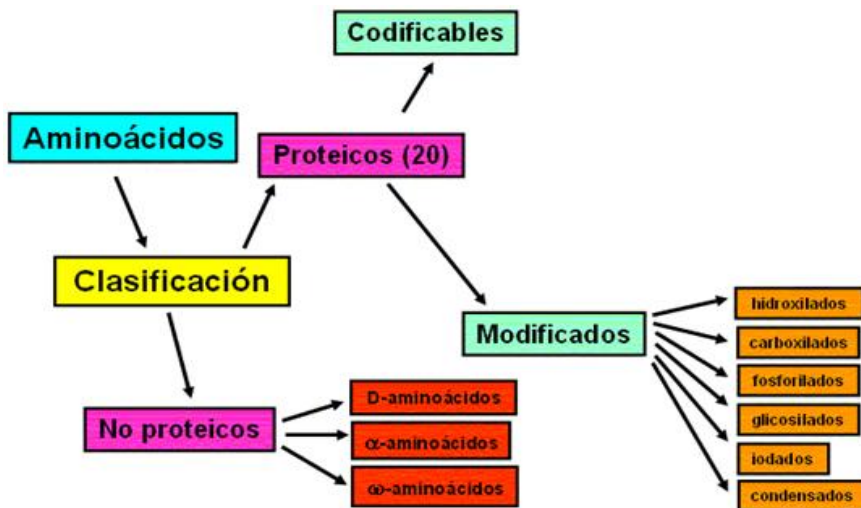 Codificables
Aminoácidos
Proteicos (20)
Clasificación
Modificados
hidroxilados
carboxilados
fosforilados
glicosilados
iodados
condensados
No proteicos
D-aminoácidos
α-aminoácidos
ω-aminoácidos